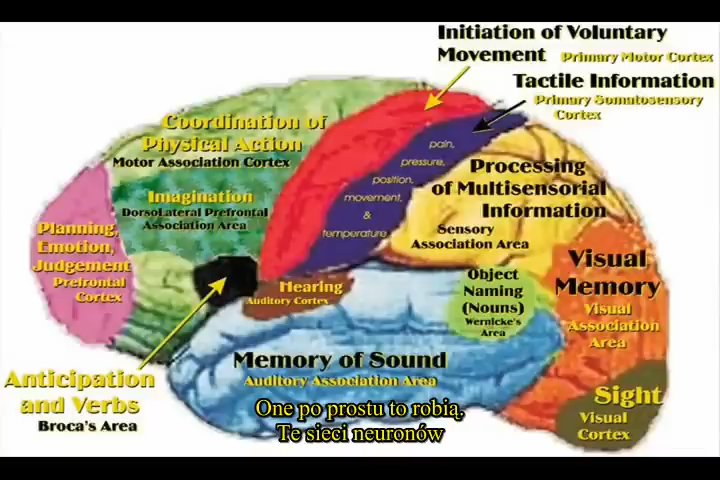 Initiation of Voluntary
Movement Primary Motor Cortex
Tactile Information
Primary Somatosensory
Cortex
Coordination of
Physical Action
Motor Association Cortex
pain,
pressure,
position,
movement,
&
temperature
Processing
of Multisensorial
Information
Sensory
Association Area
Imagination
DorsoLateral Prefrontal
Association Area
Planning,
Emotion,
Judgement
Prefrontal
Cortex
Hearing
Auditory Cortex
Object
Naming
(Nouns)
Wernicke's
Area
Visual
Memory
Visual
Association
Area
Memory of Sound
Auditory Association Area
Anticipation
and Verbs
Broca's Area
Sight
Visual
Cortex
One po prostu to robią.
Te sieci neuronów